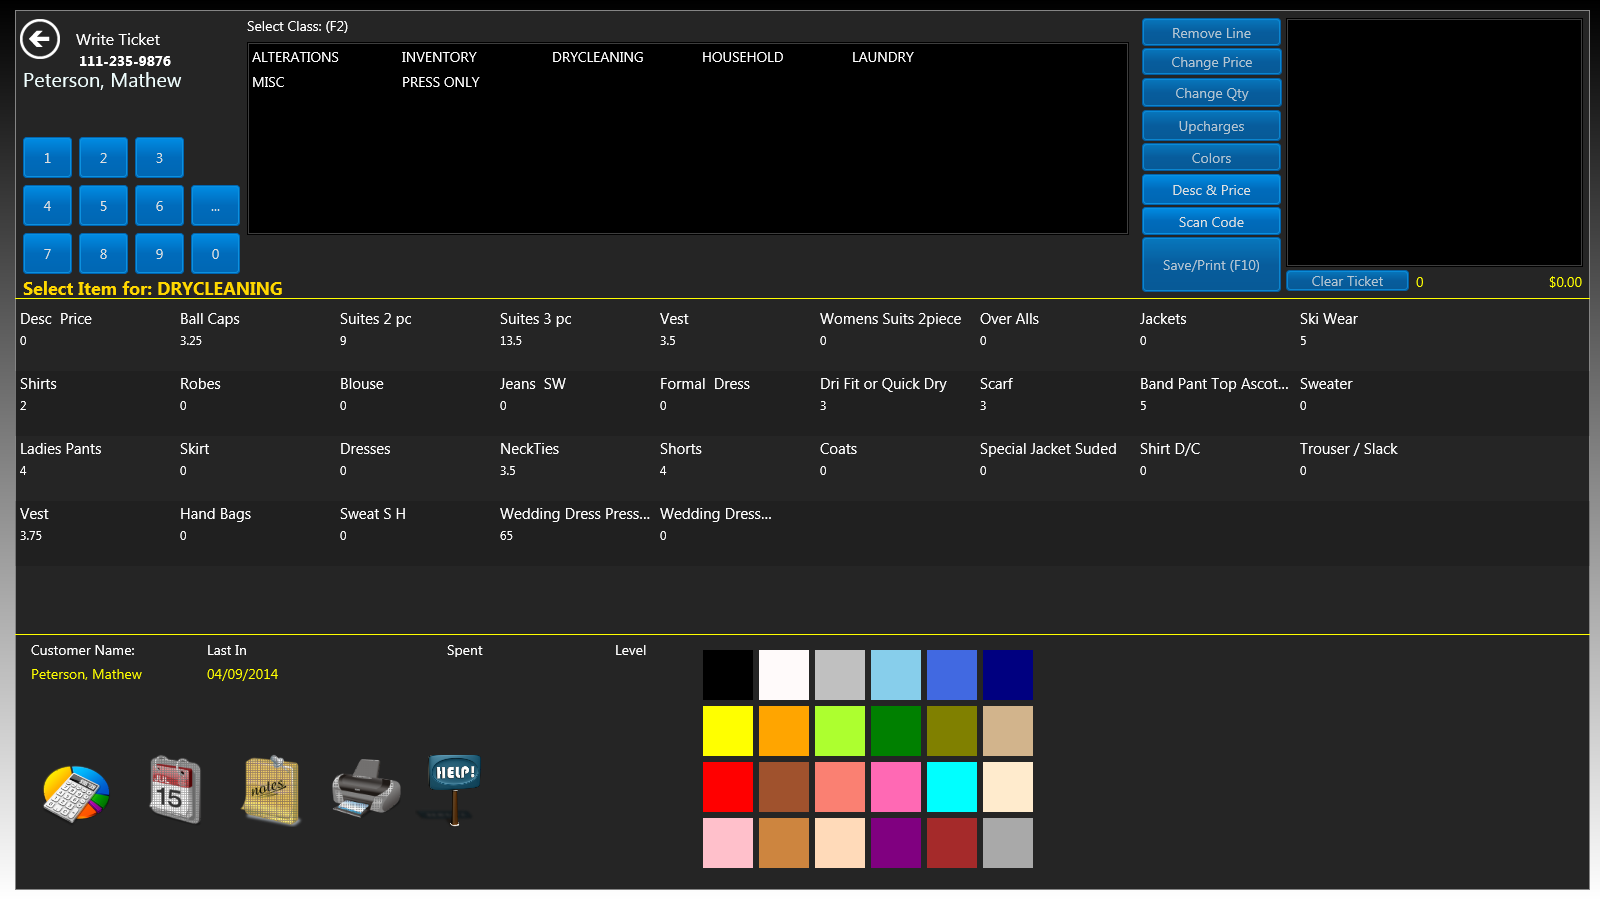 Write Ticket
111-235-9876
Peterson, Mathew
1 2 3
4 5 6 ...
7 8 9 0
Select Class: (F2)
ALTERATIONS INVENTORY DRYCLEANING HOUSEHOLD LAUNDRY
MISC PRESS ONLY
Remove Line
Change Price
Change Qty
Upcharges
Colors
Desc & Price
Scan Code
Save/Print (F10)
Clear Ticket 0 $0.00
Select Item for: DRYCLEANING
Desc Price Ball Caps Suites 2 pc Suites 3 pc Vest Womens Suits 2piece Over Alls Jackets Ski Wear
0 3.25 9 13.5 3.5 0 0 0 5
Shirts Robes Blouse Jeans SW Formal Dress Dri Fit or Quick Dry Scarf Band Pant Top Ascot... Sweater
2 0 0 0 0 3 3 5 0
Ladies Pants Skirt Dresses NeckTies Shorts Coats Special Jacket Suded Shirt D/C Trouser / Slack
4 0 0 3.5 4 0 0 0 0
Vest Hand Bags Sweat S H Wedding Dress Press... Wedding Dress...
3.75 0 0 65 0
Customer Name: Last In Spent Level
Peterson, Mathew 04/09/2014
JUL
15
notes
HELP!